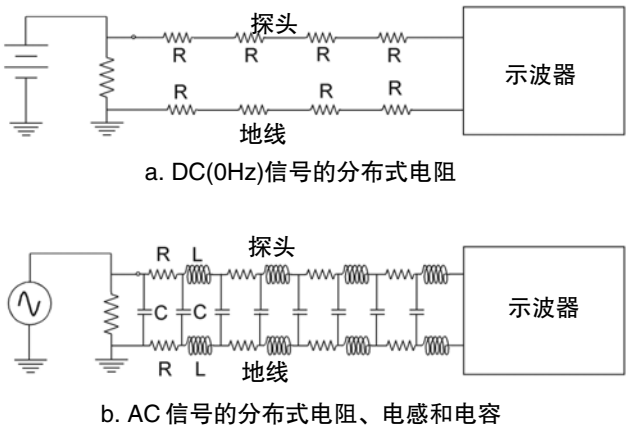 探头
R R R R
示波器
R R R R
地线
a. DC(0Hz)信号的分布式电阻
R L 探头
C C
示波器
R L 地线
b. AC 信号的分布式电阻、电感和电容